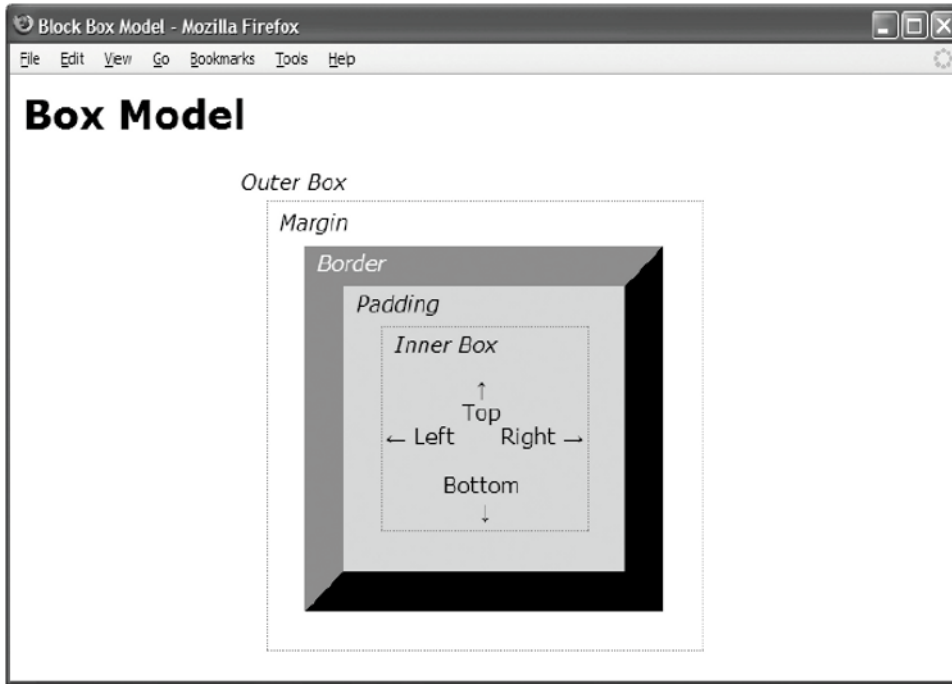 Block Box Model - Mozilla Firefox
File Edit View Go Bookmarks Tools Help
Box Model
Outer Box
Margin
Border
Padding
Inner Box
↑
Top
← Left Right →
Bottom
↓